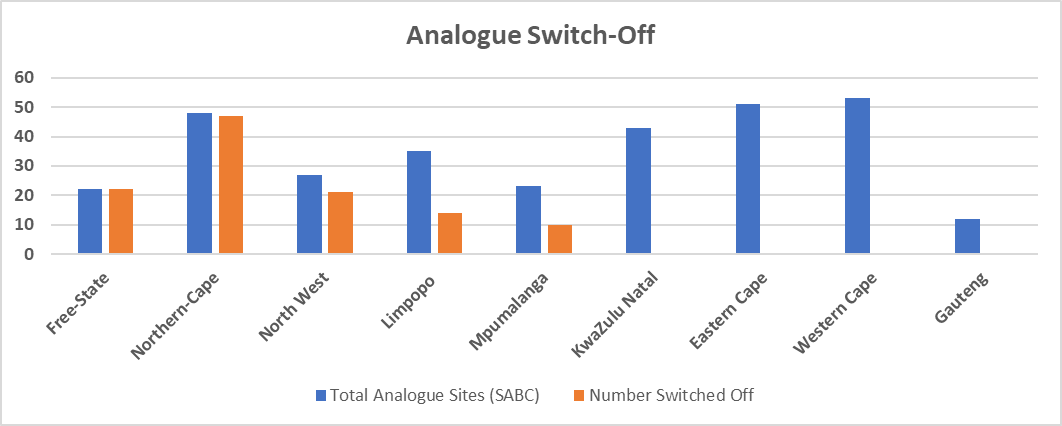 Analogue Switch-Off
60
50
40
30
20
10
0
Free-State
Northern-Cape
North West
Limpopo
Mpumalanga
KwaZulu Natal
Eastern Cape
Western Cape
Gauteng
Total Analogue Sites (SABC) Number Switched Off